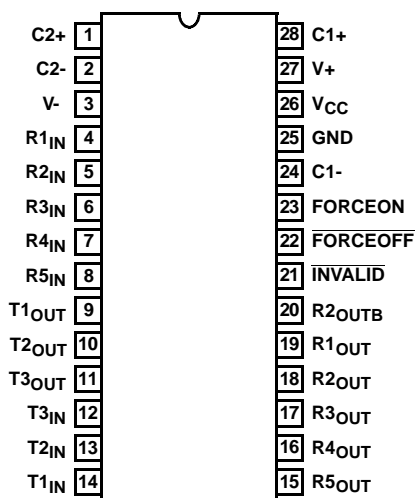 C2+ 1 28 C1+
C2- 2 27 V+
V- 3 26 VCC
R1IN 4 25 GND
R2IN 5 24 C1-
R3IN 6 23 FORCEON
R4IN 7 22 FORCEOFF
R5IN 8 21 INVALID
T1OUT 9 20 R2OUTB
T2OUT 10 19 R1OUT
T3OUT 11 18 R2OUT
T3IN 12 17 R3OUT
T2IN 13 16 R4OUT
T1IN 14 15 R5OUT